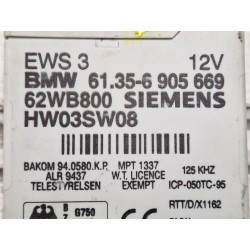 EWS 3 12V
BMW 61.35-6 905 669
62WB800 SIEMENS
HW03SW08
BAKOM 94.0580.K.P. MPT 1337 125 KHZ
ALR 9437 W.T. LICENCE
TELESTYRELSEN EXEMPT ICP-050TC-95
B Z G750 RTT/D/X1162